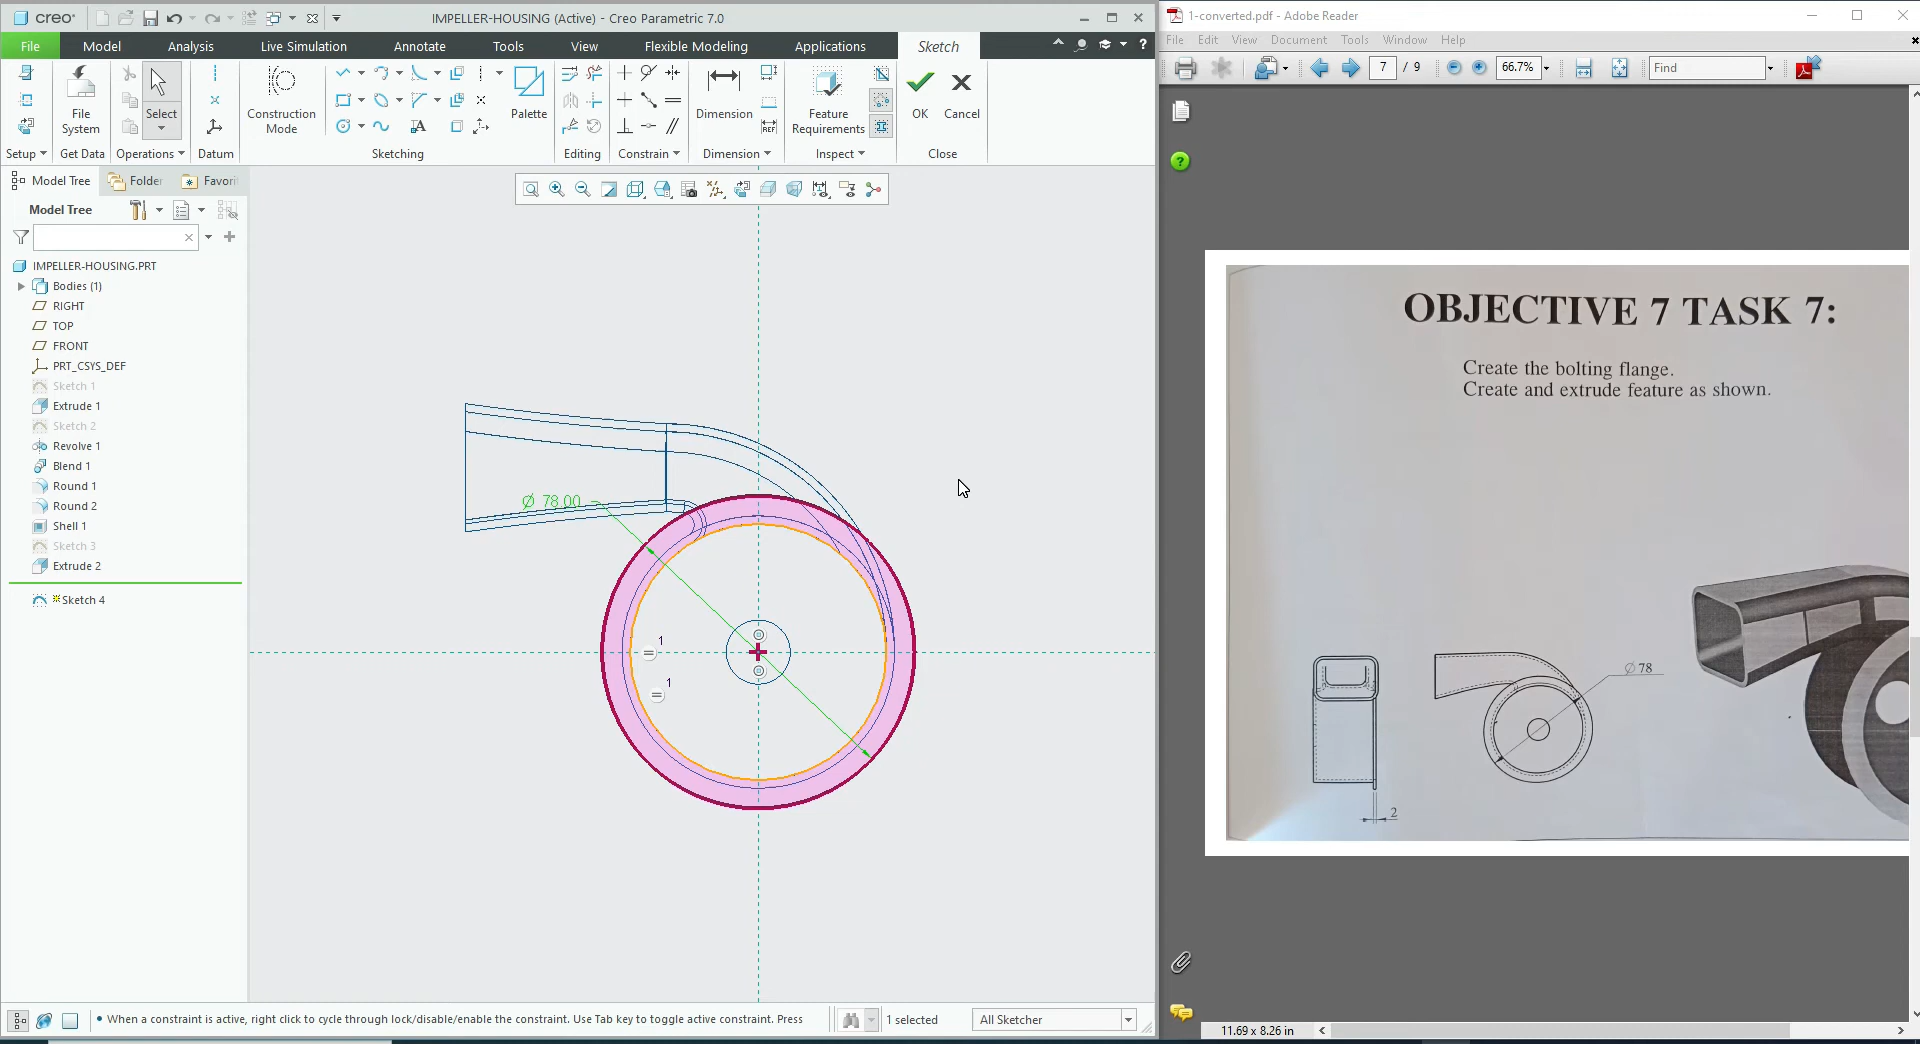 creo
IMPELLER-HOUSING (Active) - Creo Parametric 7.0
File
Model
Analysis
Live Simulation
Annotate
Tools
View
Flexible Modeling
Applications
Sketch
File
System
Select
Construction
Mode
Palette
Dimension
Feature
Requirements
OK
Cancel
Setup
Get Data
Operations
Datum
Sketching
Editing
Constrain
Dimension
Inspect
Close
Model Tree
Folder
Favori
Model Tree
IMPELLER-HOUSING.PRT
Bodies (1)
RIGHT
TOP
FRONT
PRT_CSYS_DEF
Sketch 1
Extrude 1
Sketch 2
Revolve 1
Blend 1
Round 1
Round 2
Shell 1
Sketch 3
Extrude 2
Sketch 4
Ø 78.00
1
1
• When a constraint is active, right click to cycle through lock/disable/enable the constraint. Use Tab key to toggle active constraint. Press
1 selected
All Sketcher
1-converted.pdf - Adobe Reader
File Edit View Document Tools Window Help
7 / 9
66.7%
Find
OBJECTIVE 7 TASK 7:
Create the bolting flange.
Create and extrude feature as shown.
Ø 78
2
11.69 x 8.26 in